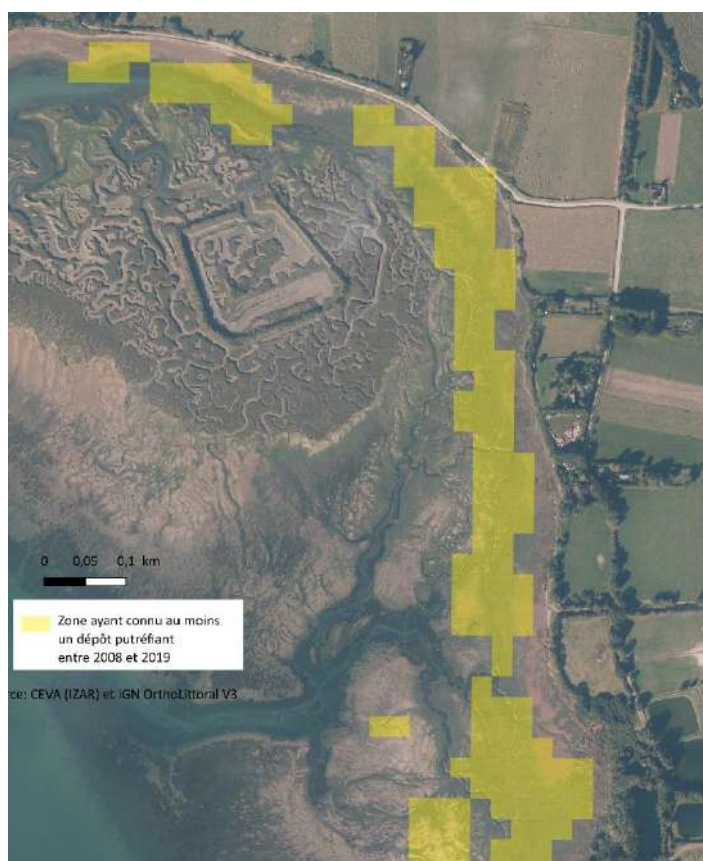 0 0,05 0,1 km
Zone ayant connu au moins
un dépôt putréfiant
entre 2008 et 2019
rce: CEVA (IZAR) et IGN OrthoLittoral V3